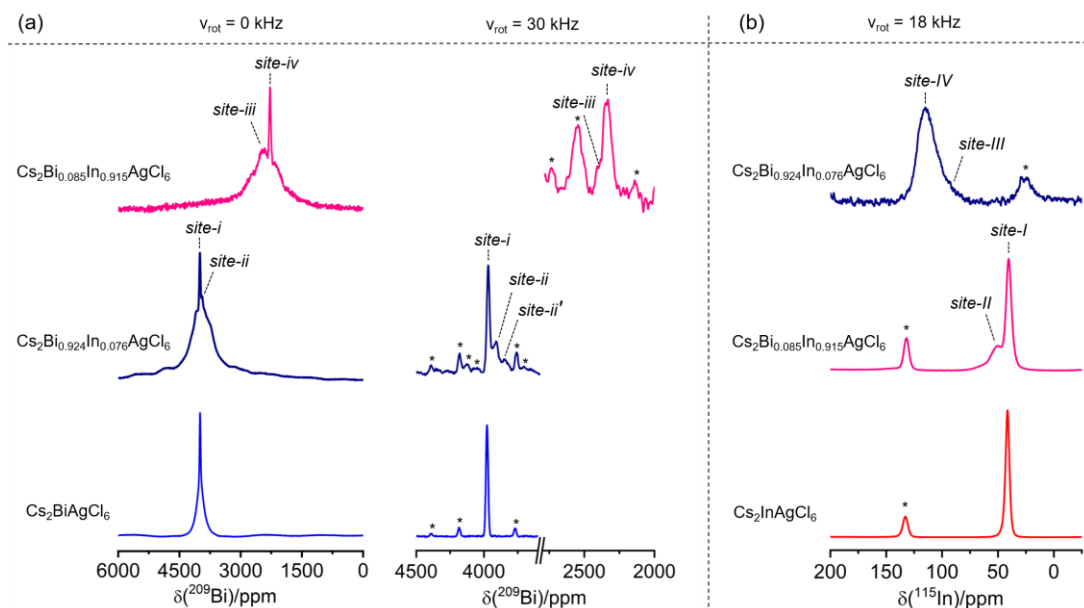 (a)
ν_rot = 0 kHz
ν_rot = 30 kHz
(b)
ν_rot = 18 kHz
site-iv
site-iii
Cs₂Bi₀.₀₈₅In₀.₉₁₅AgCl₆
site-iv
site-iii
*
*
*
site-IV
site-III
Cs₂Bi₀.₉₂₄In₀.₀₇₆AgCl₆
*
site-i
site-ii
Cs₂Bi₀.₉₂₄In₀.₀₇₆AgCl₆
site-i
site-ii
site-ii'
* * * * * *
site-I
site-II
Cs₂Bi₀.₀₈₅In₀.₉₁₅AgCl₆
*
Cs₂BiAgCl₆
* * *
Cs₂InAgCl₆
*
6000 4500 3000 1500 0
δ(²⁰⁹Bi)/ppm
4500 4000 2500 2000
δ(²⁰⁹Bi)/ppm
200 150 100 50 0
δ(¹¹⁵In)/ppm